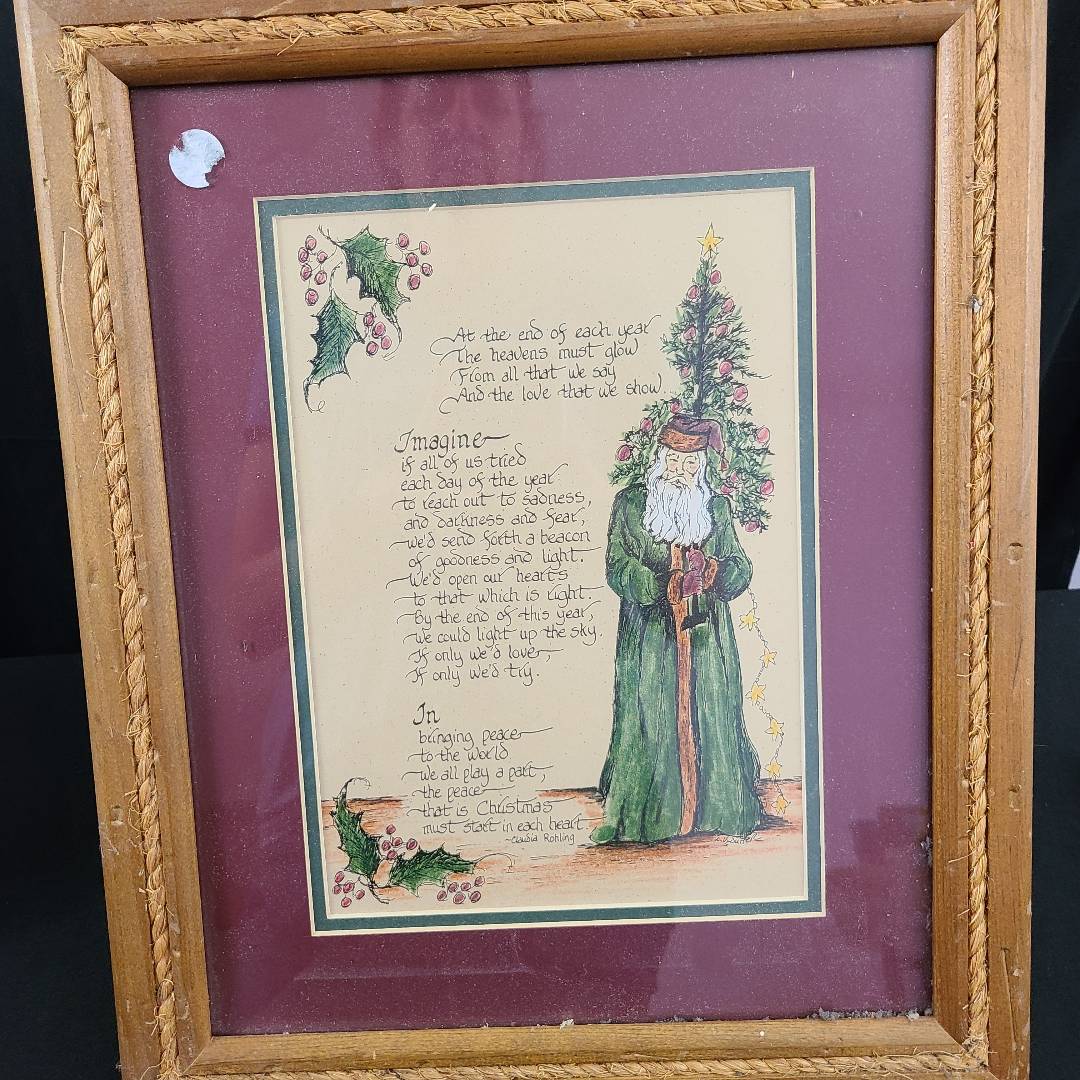 At the end of each year
The heavens must glow
From all that we say
And the love that we show.
Imagine
if all of us tried
each day of the year
to reach out to sadness,
and darkness and fear,
we'd send forth a beacon
of goodness and light.
We'd open our hearts
to that which is right.
By the end of this year,
we could light up the sky.
If only we'd love,
If only we'd try.
In
bringing peace
to the world
we all play a part,
the peace
that is Christmas
must start in each heart.
~Claudia Rohling